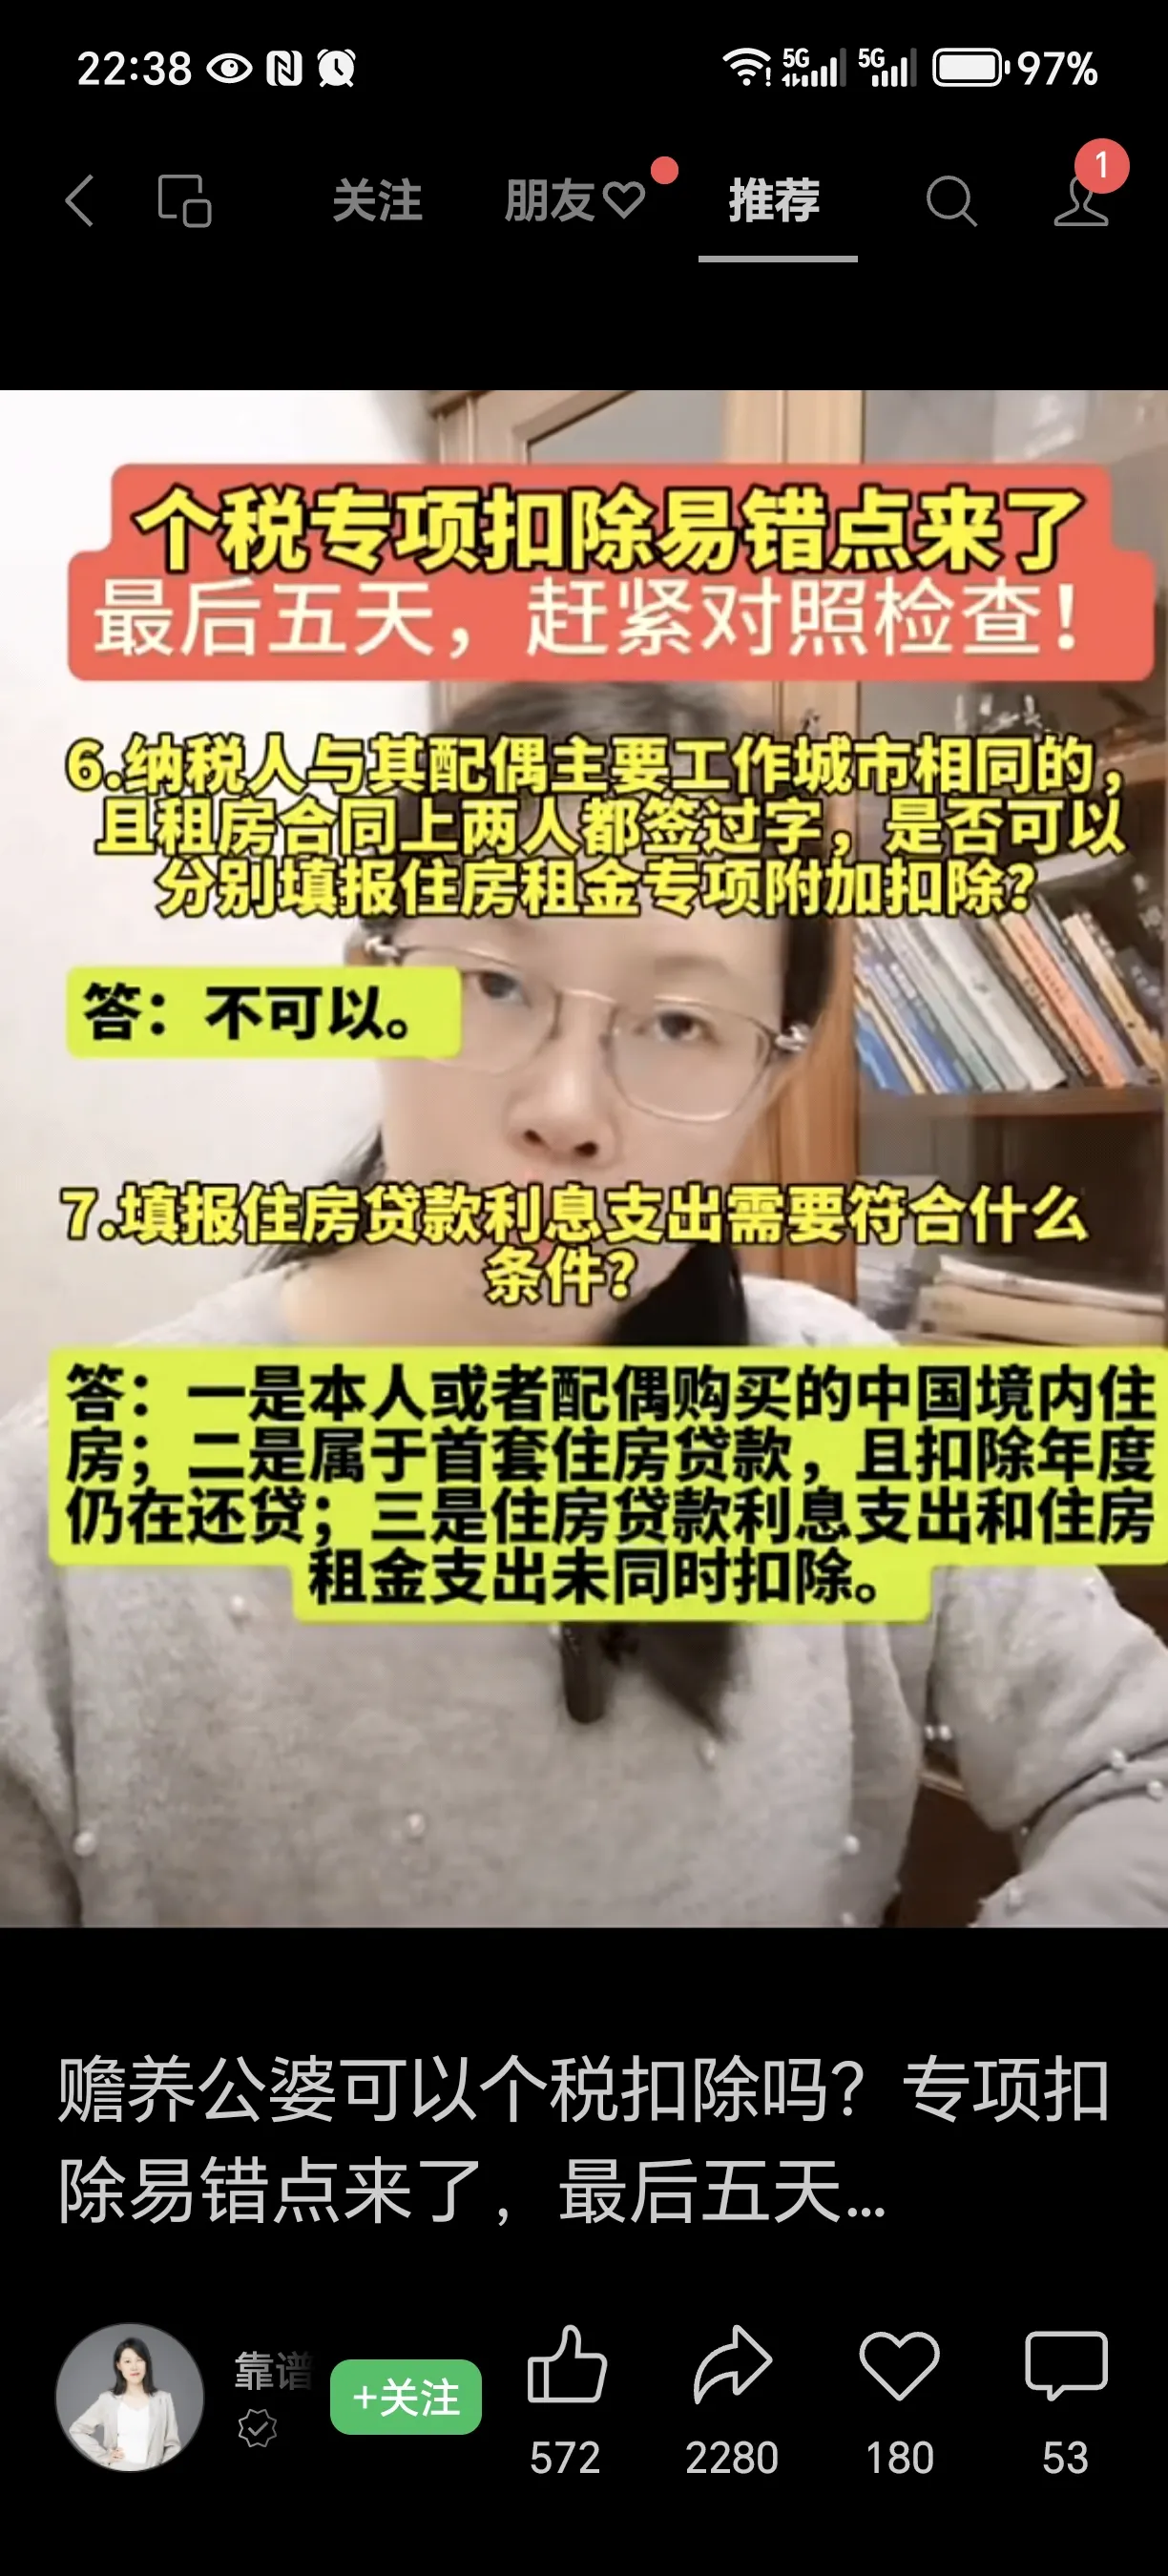 22:38
5G
5G
97%
关注
朋友
推荐
1
个税专项扣除易错点来了
最后五天，赶紧对照检查！
6.纳税人与其配偶主要工作城市相同的，
且租房合同上两人都签过字，是否可以
分别填报住房租金专项附加扣除？
答：不可以。
7.填报住房贷款利息支出需要符合什么
条件？
答：一是本人或者配偶购买的中国境内住
房；二是属于首套住房贷款，且扣除年度
仍在还贷；三是住房贷款利息支出和住房
租金支出未同时扣除。
赡养公婆可以个税扣除吗？专项扣
除易错点来了，最后五天...
靠谱
+关注
572
2280
180
53